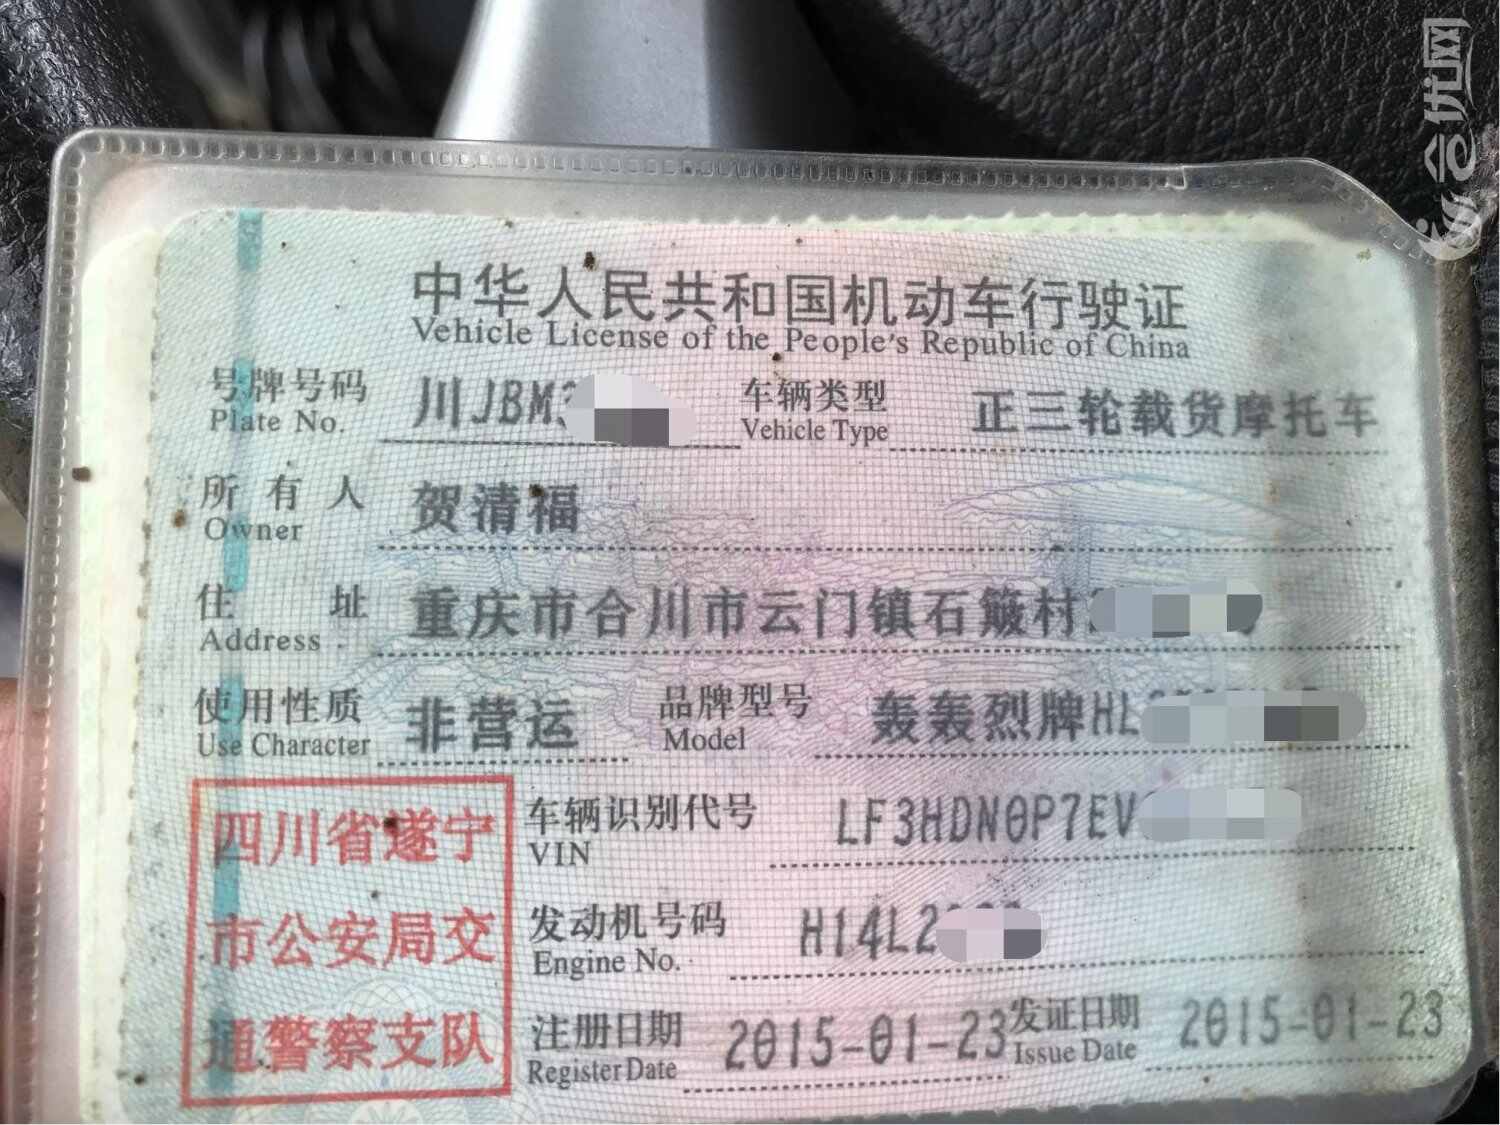 仓优网
中华人民共和国机动车行驶证
Vehicle License of the People's Republic of China
号牌号码 川JBM 车辆类型 正三轮载货摩托车
Plate No. Vehicle Type
所有人 贺清福
Owner
住址 重庆市合川市云门镇石簸村
Address
使用性质 非营运 品牌型号 轰轰烈牌HL
Use Character Model
四川省遂宁
市公安局交
通警察支队
车辆识别代号 LF3HDN0P7EV
VIN
发动机号码 H14L2
Engine No.
注册日期 2015-01-23 发证日期 2015-01-23
Register Date Issue Date